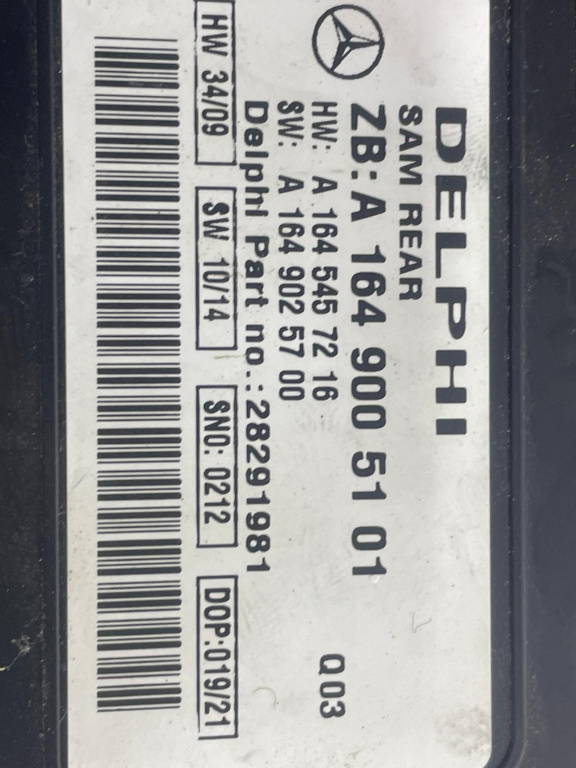 DELPHI
SAM REAR
ZB: A 164 900 51 01
HW: A 164 545 72 16 Q03
SW: A 164 902 57 00
Delphi Part no.: 28291981
HW 34/09 SW 10/14 SNO: 0212 DOP:019/21